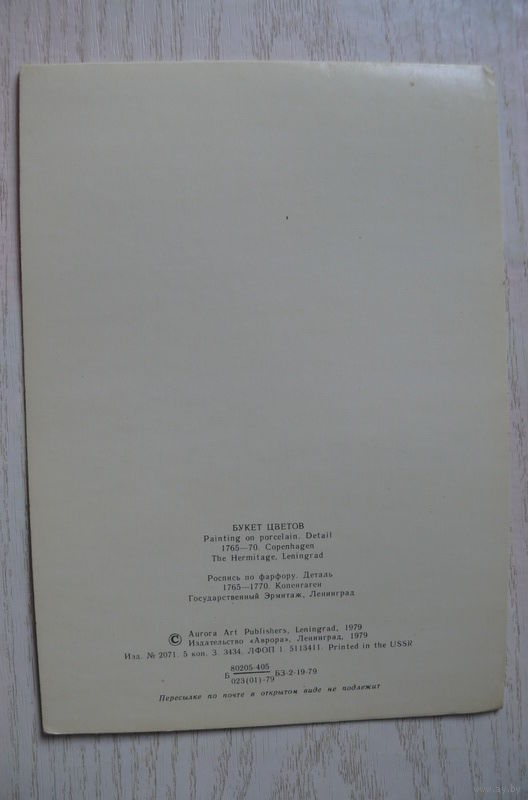 БУКЕТ ЦВЕТОВ
Painting on porcelain. Detail
1765—70. Copenhagen
The Hermitage, Leningrad
Роспись по фарфору. Деталь
1765—1770. Копенгаген
Государственный Эрмитаж, Ленинград
© Aurora Art Publishers, Leningrad, 1979
Издательство «Аврора», Ленинград, 1979
Изд. № 2071. 5 коп. З. 3434. ЛФОП 1. 5113411. Printed in the USSR
80205-405
Б БЗ-2-19-79
023(01)-79
Пересылке по почте в открытом виде не подлежит
www.ay.by